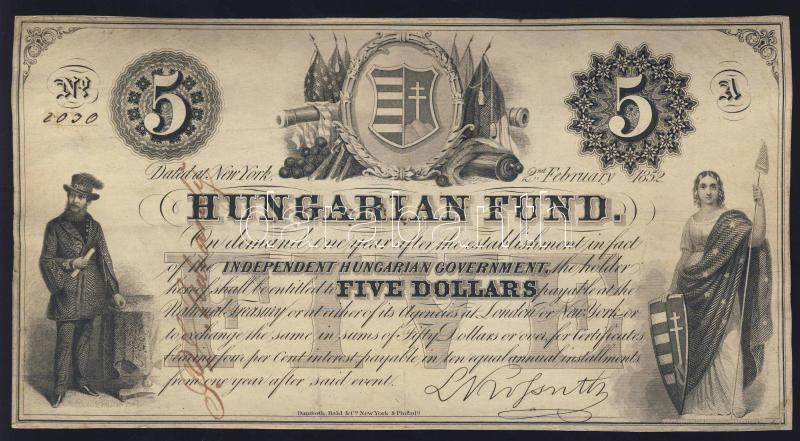 No
2030
5
5
A
Dated at New York, 2nd February 1852
HUNGARIAN FUND.
On demand one year after the establishment in fact
of the INDEPENDENT HUNGARIAN GOVERNMENT, the holder
hereof shall be entitled to FIVE DOLLARS payable at the
National Treasury or at either of its Agencies at London or New York, or
to exchange the same in sums of Fifty Dollars or over, for Certificates
bearing four per Cent interest, payable in ten equal annual installments
from one year after said event.
FIVE
L Kossuth
Danforth, Bald & Co. New York & Philada.
darabanth